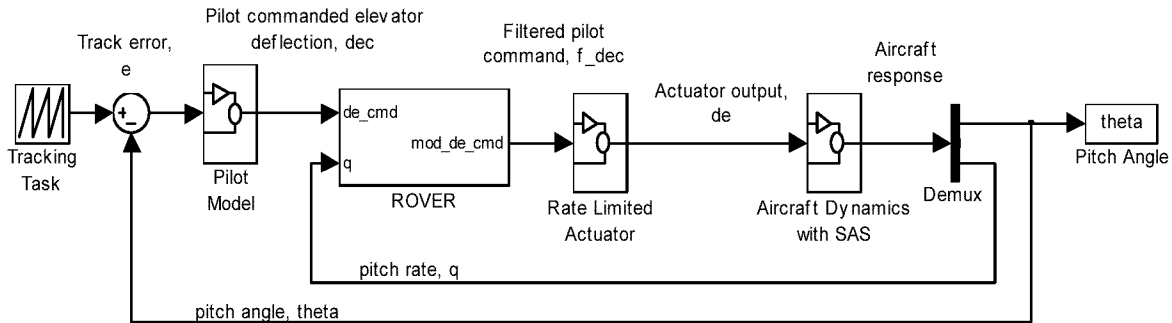 Pilot commanded elevator
deflection, dec
Track error,
e
Filtered pilot
command, f_dec
Aircraft
response
Actuator output,
de
+
−
de_cmd
q
mod_de_cmd
theta
Tracking
Task
Pilot
Model
ROVER
Rate Limited
Actuator
Aircraft Dynamics
with SAS
Demux
Pitch Angle
pitch rate, q
pitch angle, theta